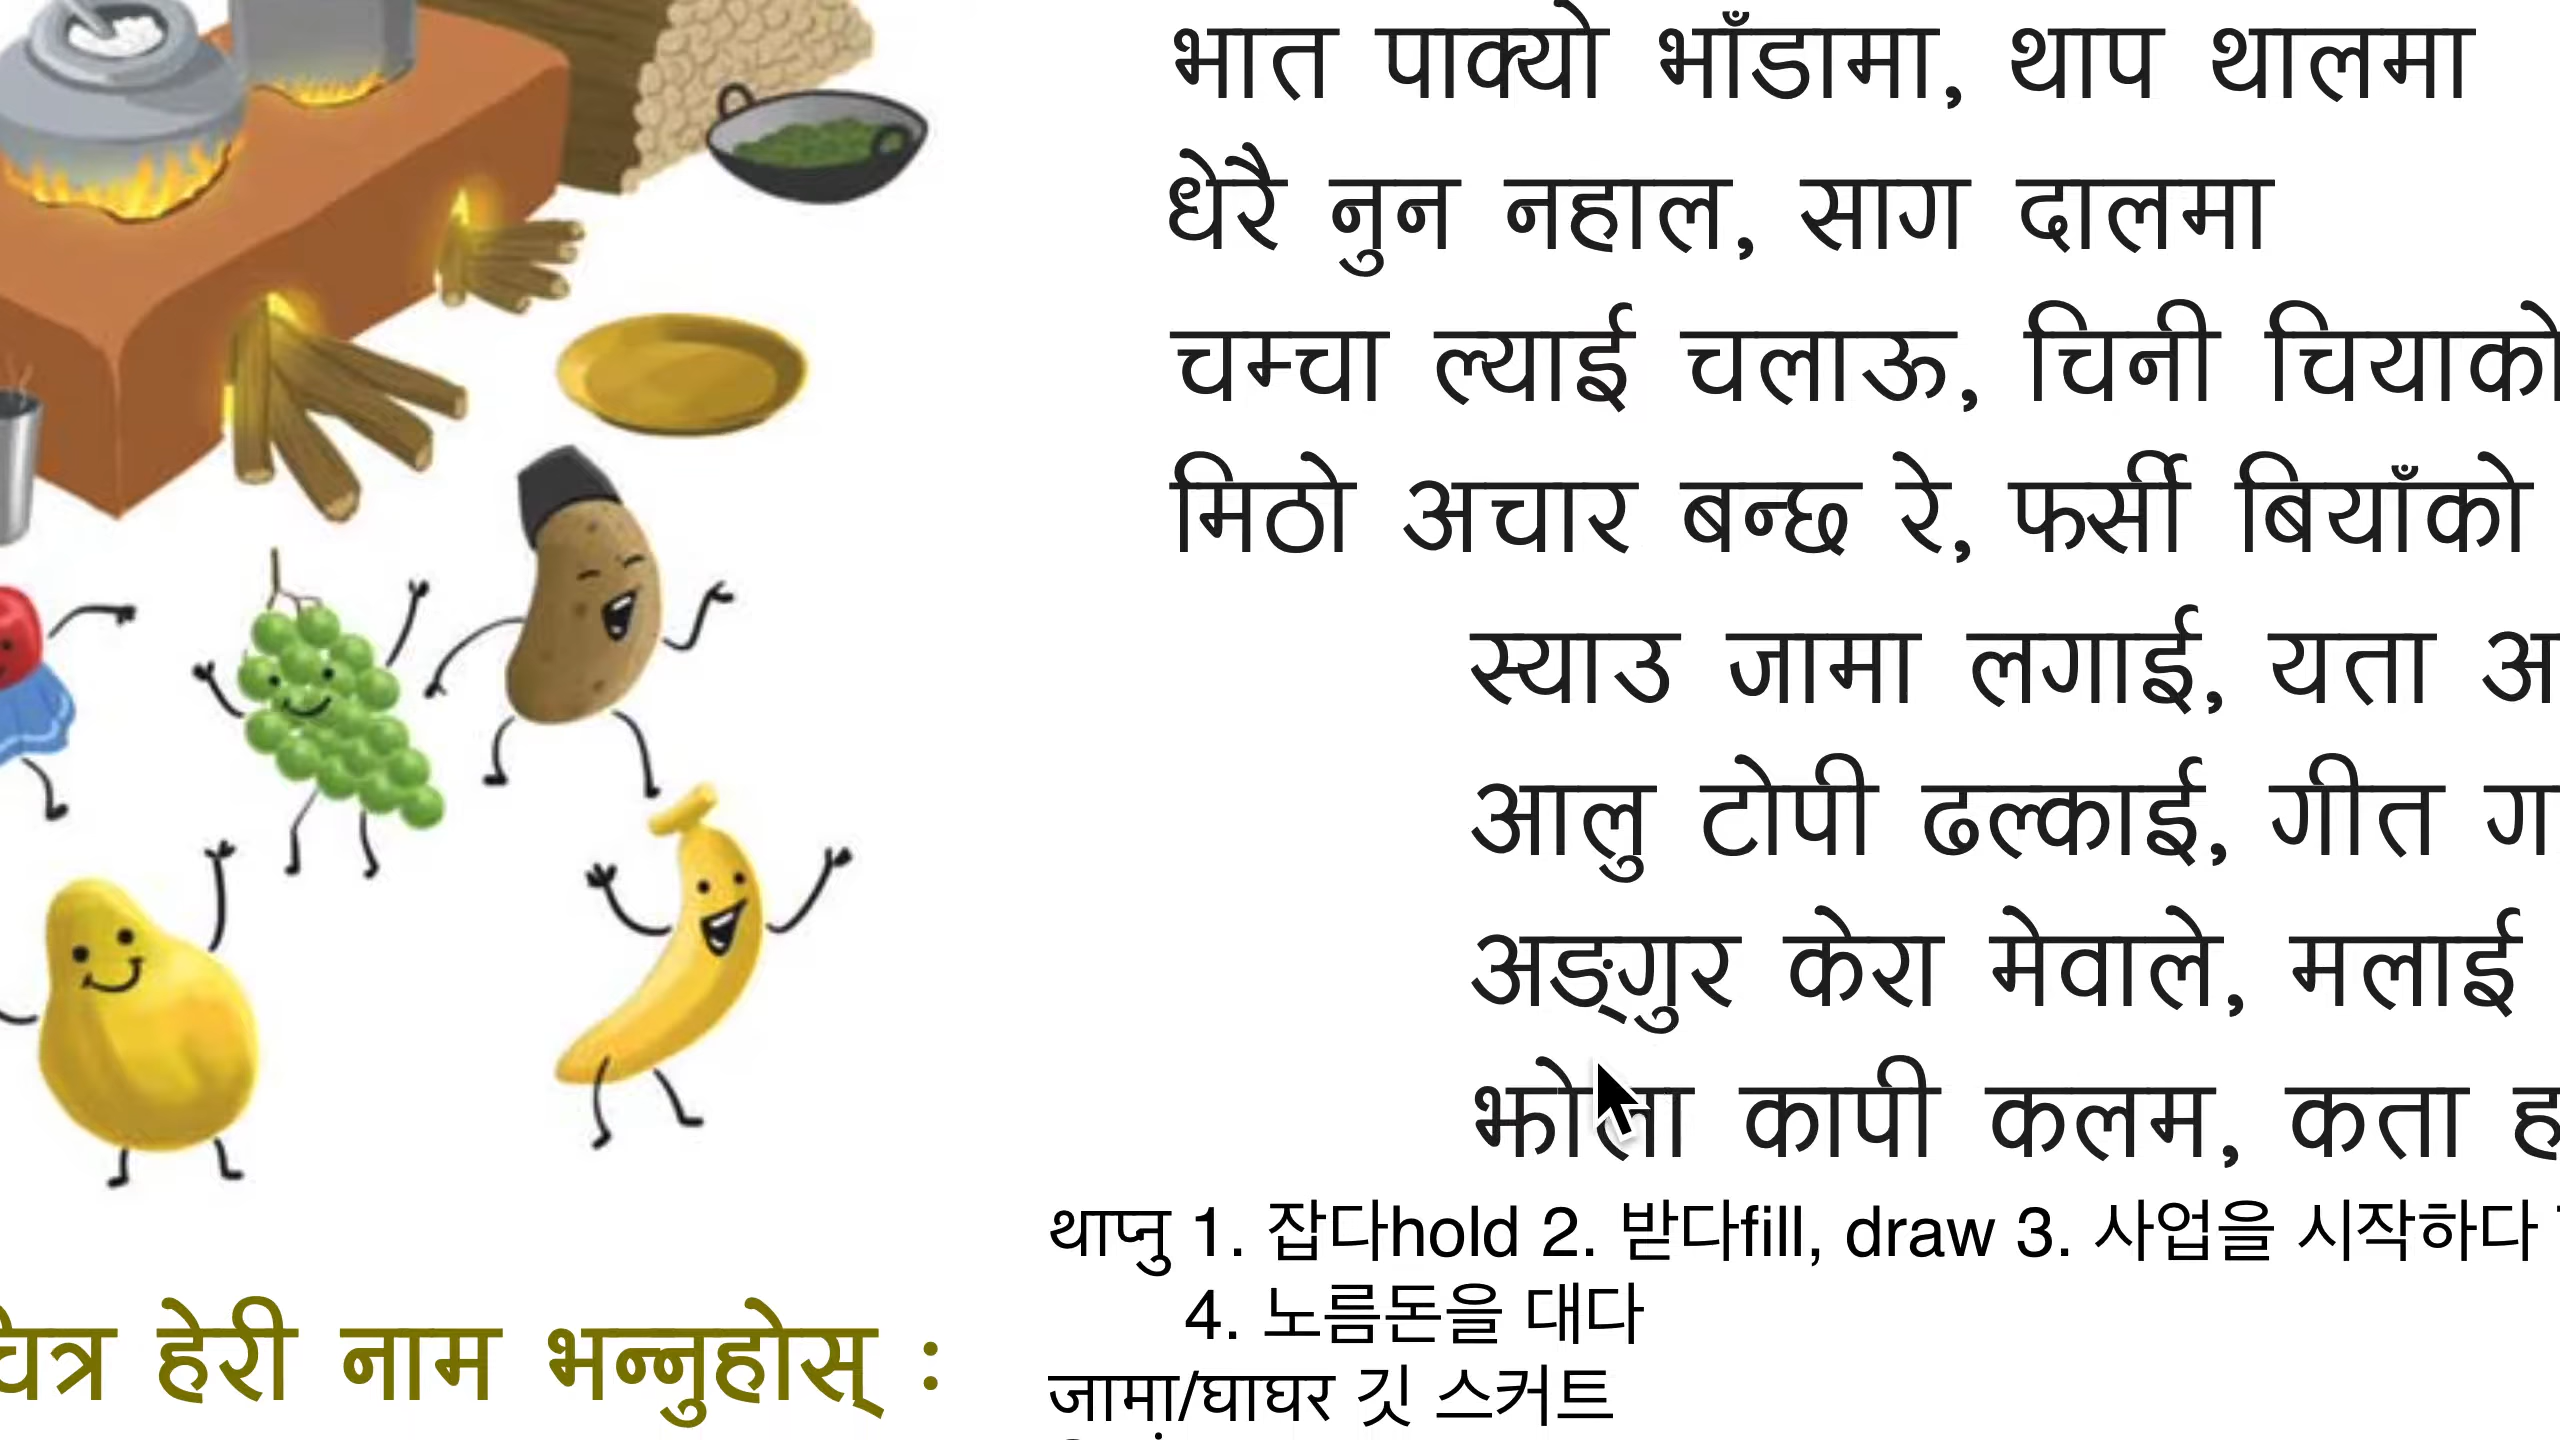 भात पाक्यो भाँडामा, थाप थालमा
धेरै नुन नहाल, साग दालमा
चम्चा ल्याई चलाऊ, चिनी चियाको
मिठो अचार बन्छ रे, फर्सी बियाँको
स्याउ जामा लगाई, यता
आलु टोपी ढल्काई, गीत
अङ्गुर केरा मेवाले, मलाई
झोला कापी कलम, कता
थाप्नु 1. 잡다hold 2. 받다fill, draw 3. 사업을 시작하다
4. 노름돈을 대다
जामा/घाघर 깃 스커트
हेरी नाम भन्नुहोस् :